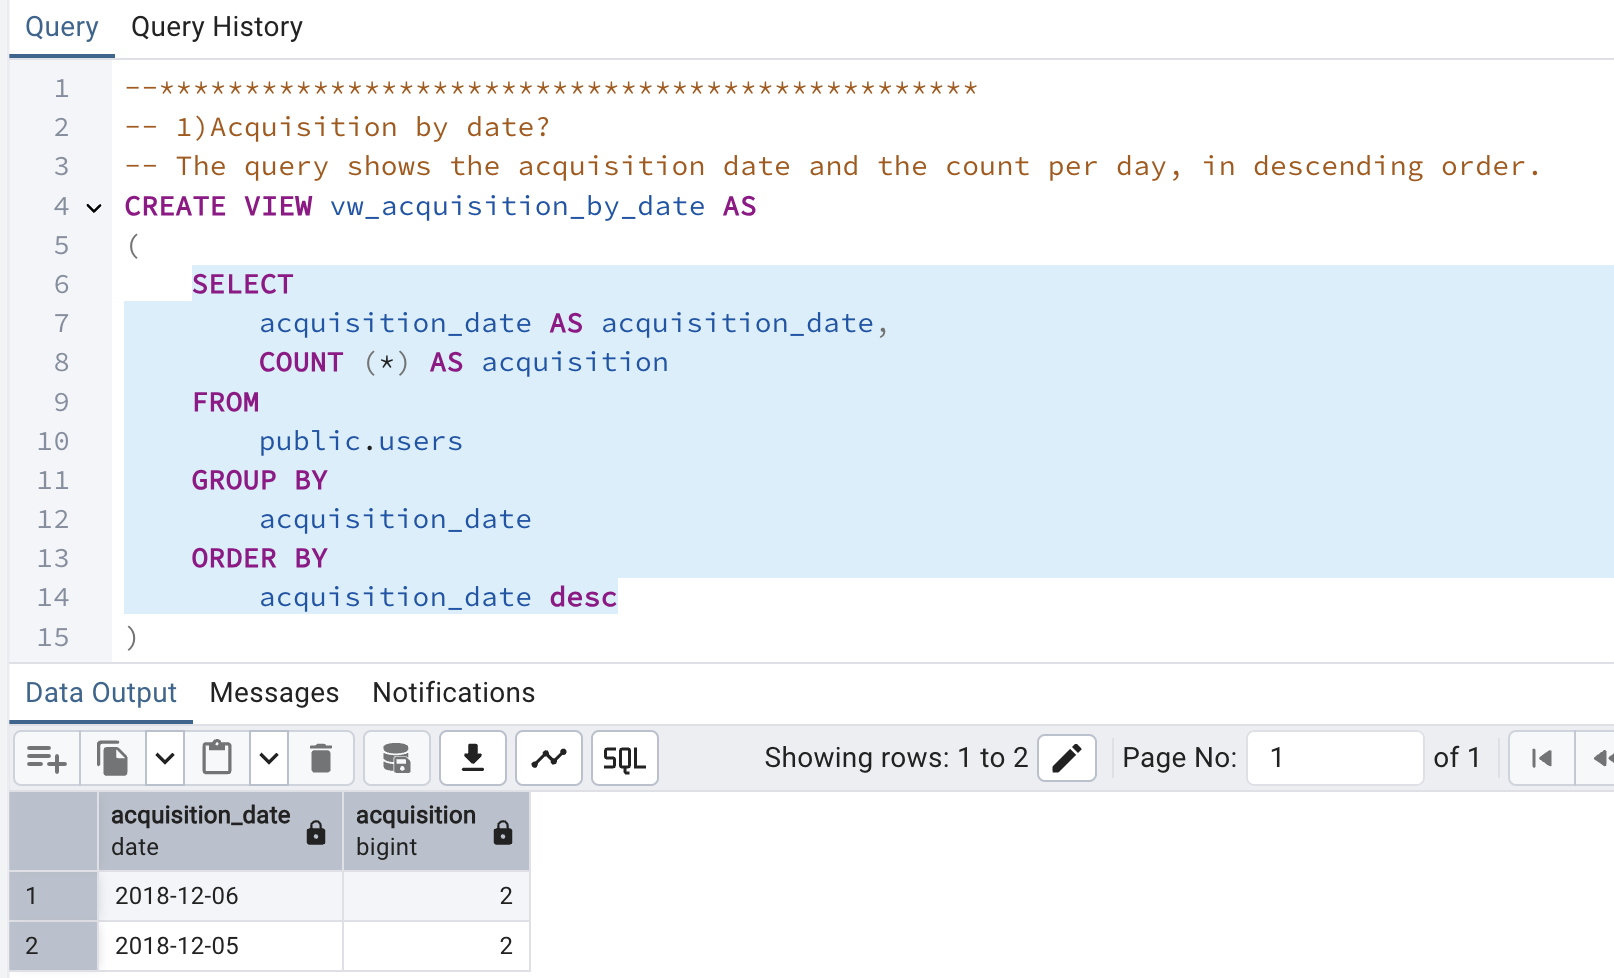 Query Query History
1 --************************************************
2 -- 1)Acquisition by date?
3 -- The query shows the acquisition date and the count per day, in descending order.
4 CREATE VIEW vw_acquisition_by_date AS
5 (
6 SELECT
7 acquisition_date AS acquisition_date,
8 COUNT (*) AS acquisition
9 FROM
10 public.users
11 GROUP BY
12 acquisition_date
13 ORDER BY
14 acquisition_date desc
15 )
Data Output Messages Notifications
SQL Showing rows: 1 to 2 Page No: 1 of 1
acquisition_date acquisition
date bigint
1 2018-12-06 2
2 2018-12-05 2